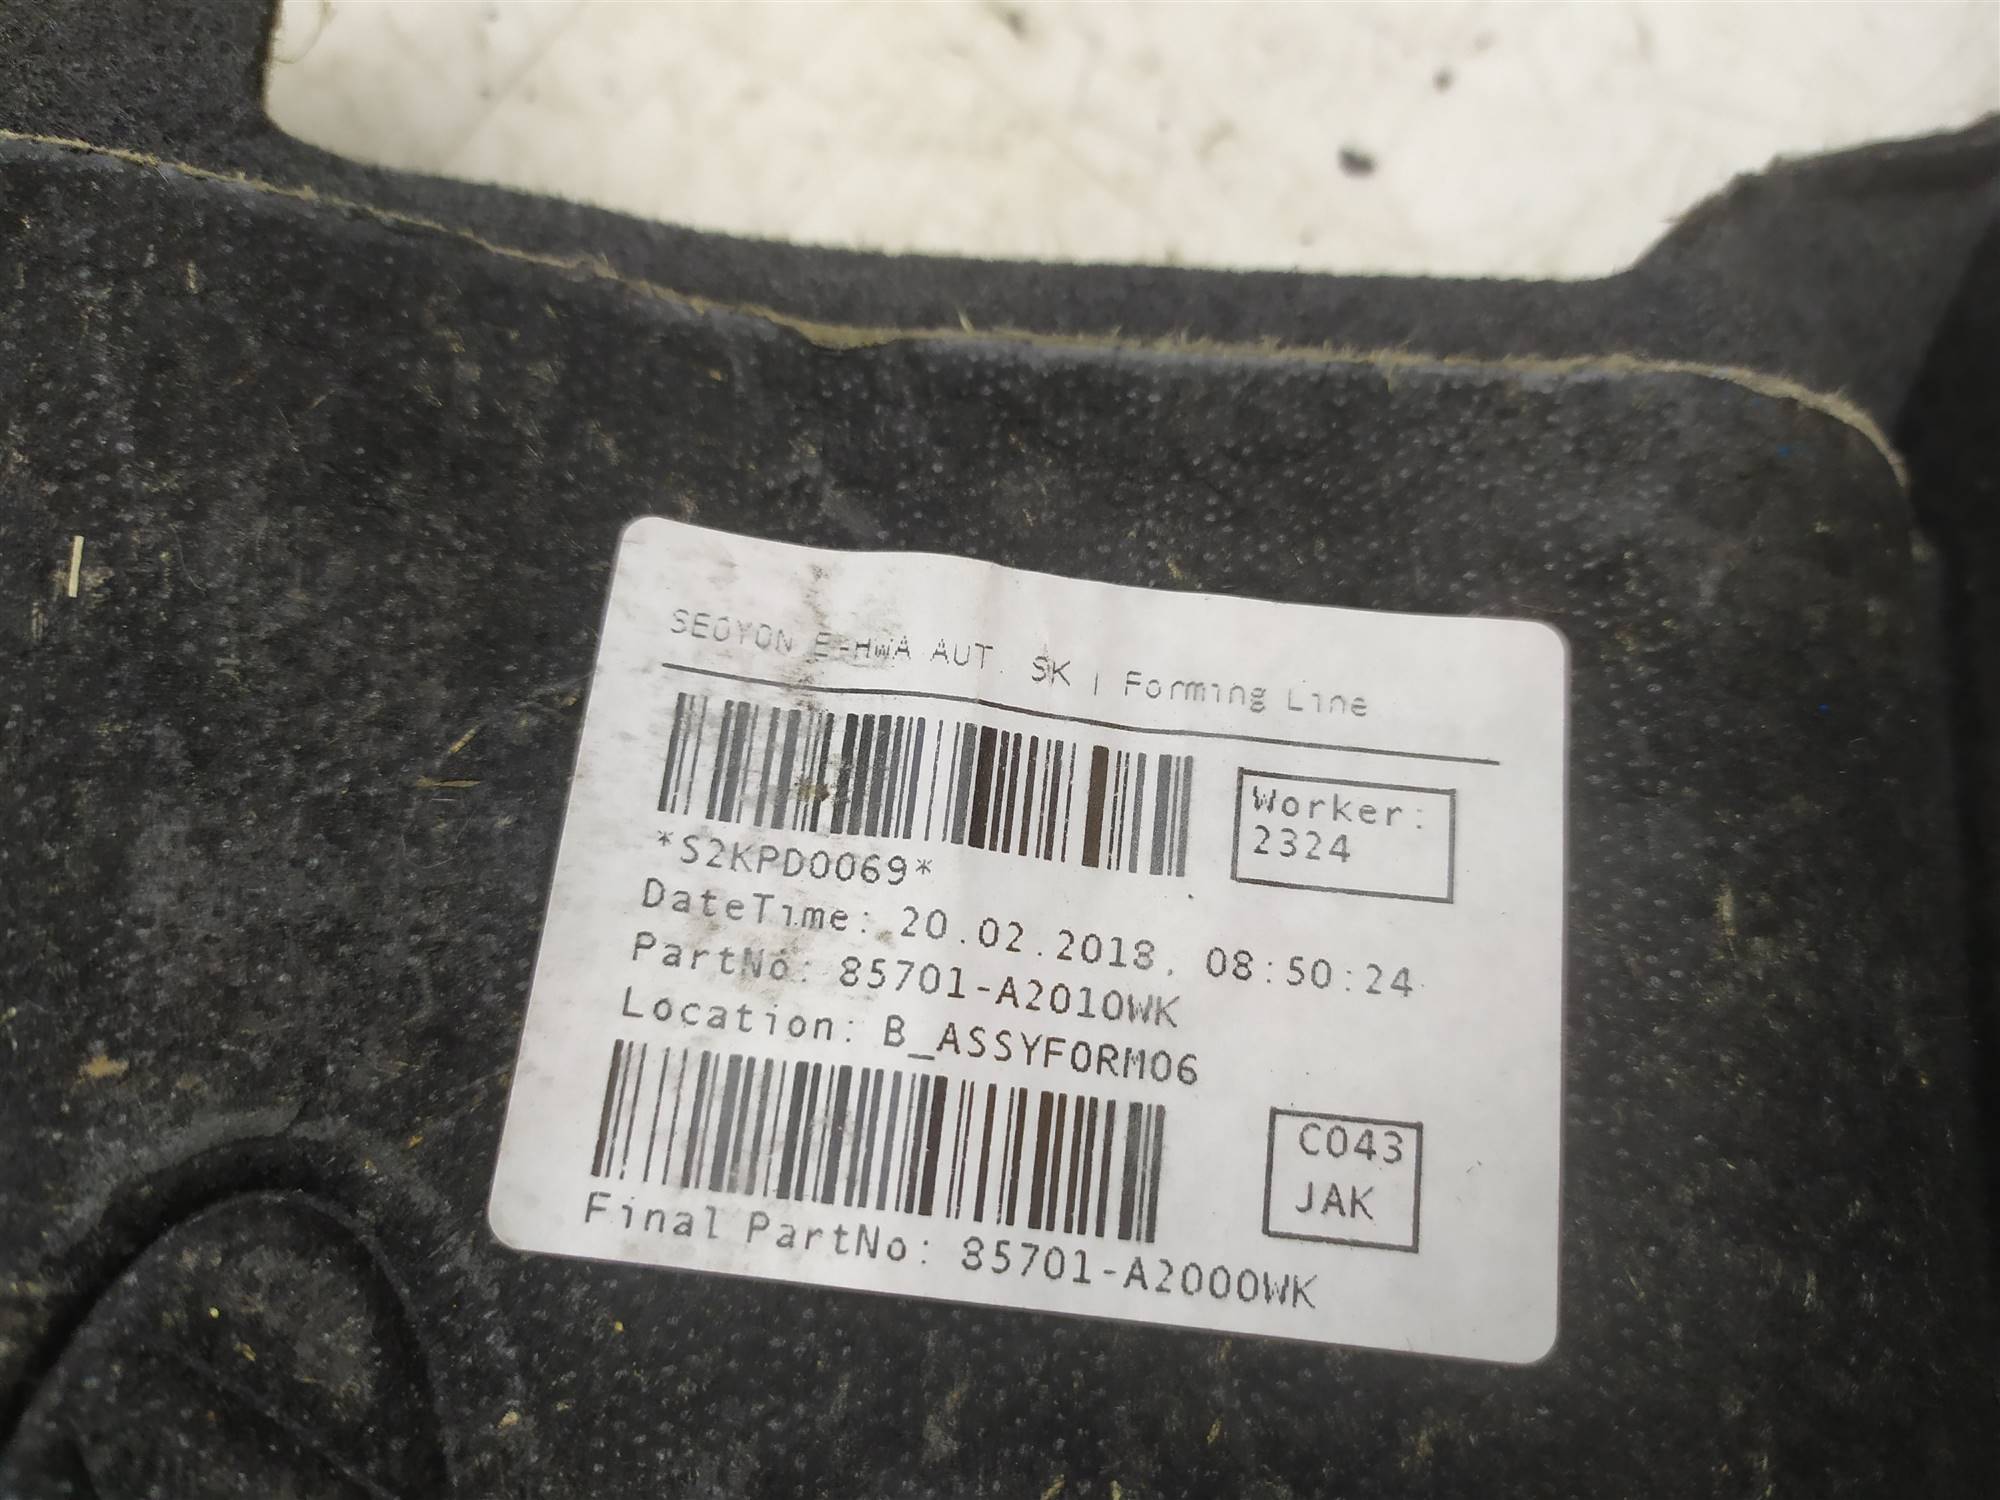 SEOYON E-HWA AUT. SK | Forming Line
Worker:
2324
*S2KPD0069*
DateTime: 20.02.2018. 08:50:24
PartNo: 85701-A2010WK
Location: B_ASSYFORM06
C043
JAK
Final PartNo: 85701-A2000WK